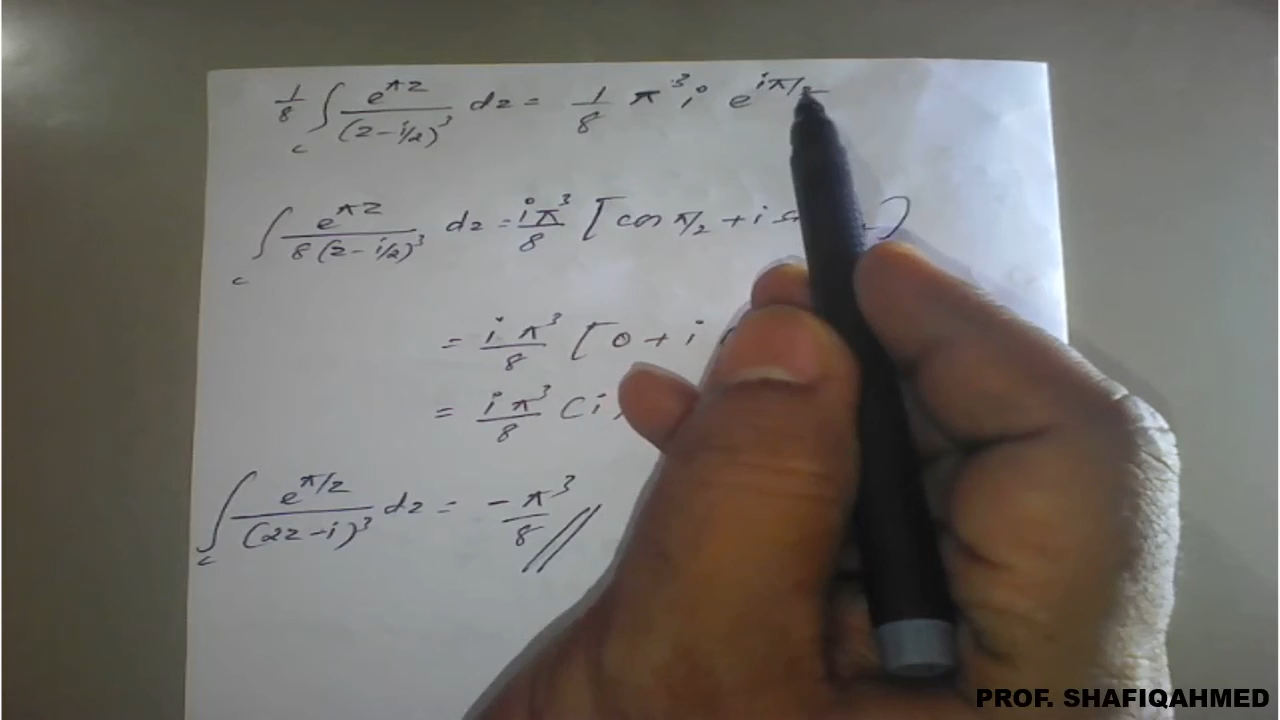 1/8 ∫_c e^{πz}/(z-i/2)^3 dz = 1/8 π^3 i e^{iπ/2}
∫_c e^{πz}/8(z-i/2)^3 dz = iπ^3/8 [cos π/2 + i
= iπ^3/8 [0 + i
= iπ^3/8 (i
∫_c e^{π/z}/(2z-i)^3 dz = -π^3/8 //
PROF. SHAFIQAHMED